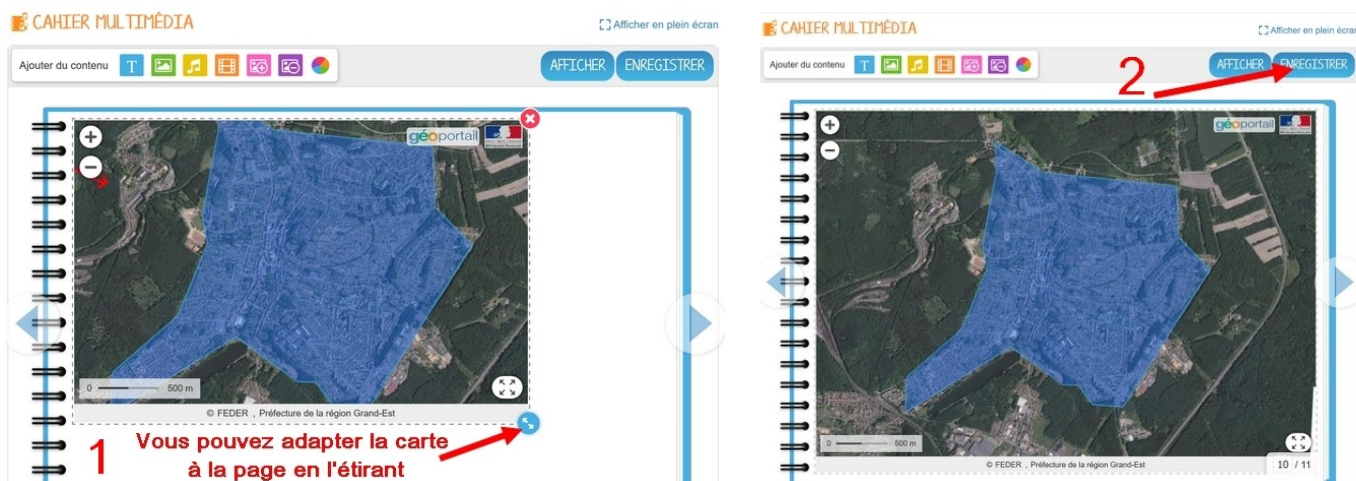 CAHIER MULTIMÉDIA
Afficher en plein écran
Ajouter du contenu
T
AFFICHER
ENREGISTRER
géoportail
0 500 m
© FEDER , Préfecture de la région Grand-Est
1
Vous pouvez adapter la carte
à la page en l'étirant
CAHIER MULTIMÉDIA
Afficher en plein écran
Ajouter du contenu
T
2
AFFICHER
ENREGISTRER
géoportail
0 500 m
© FEDER , Préfecture de la région Grand-Est
10 / 11